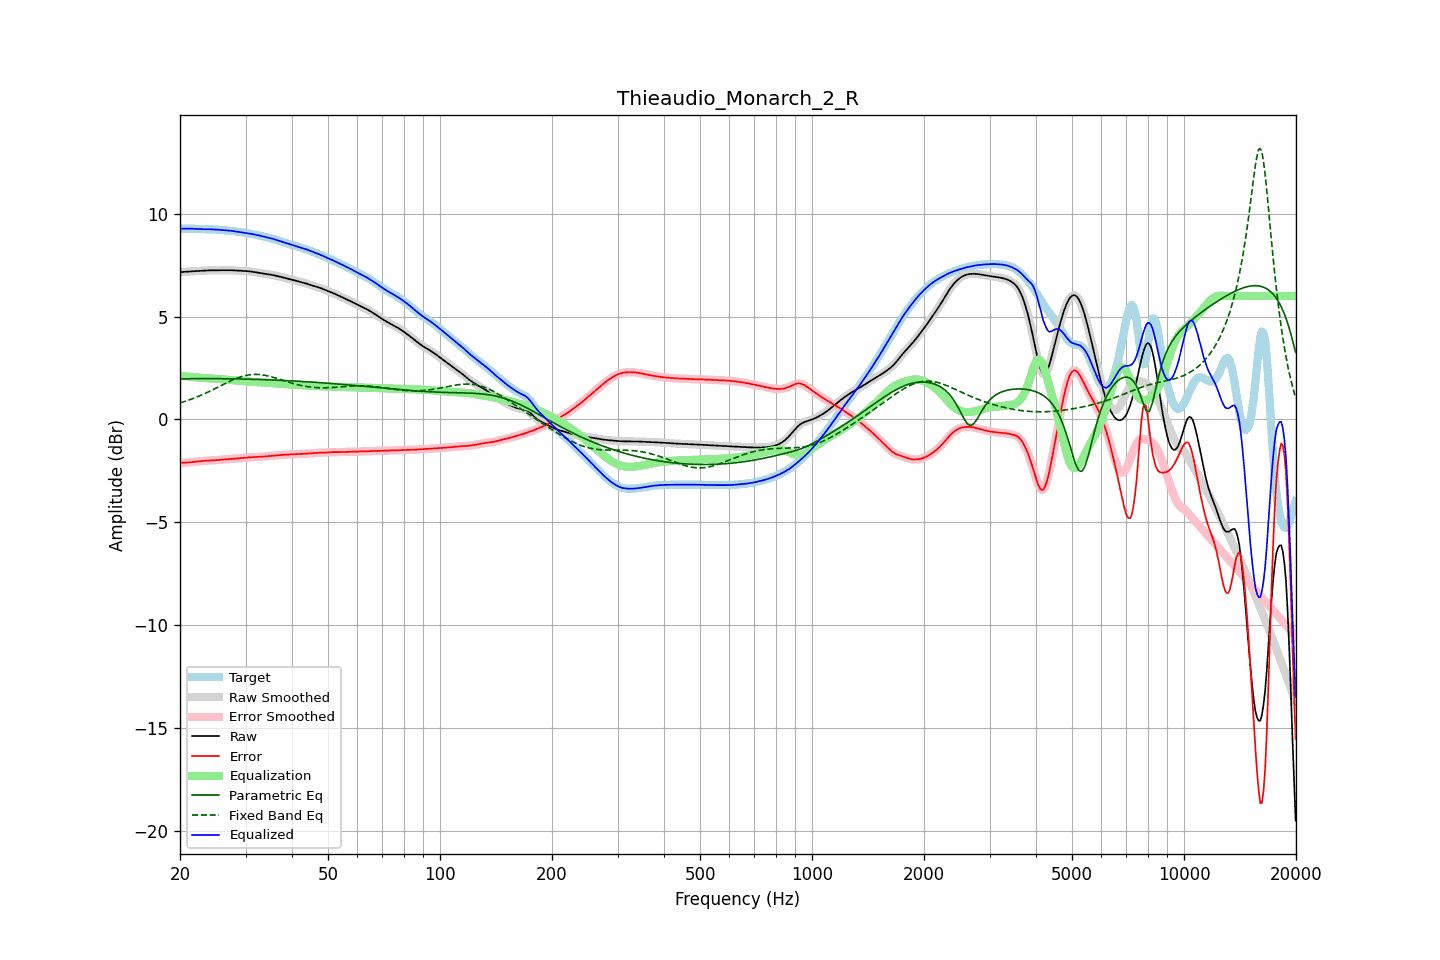 Thieaudio_Monarch_2_R
Amplitude (dBr)
10
5
0
−5
−10
−15
−20
Target
Raw Smoothed
Error Smoothed
Raw
Error
Equalization
Parametric Eq
Fixed Band Eq
Equalized
20 50 100 200 500 1000 2000 5000 10000 20000
Frequency (Hz)